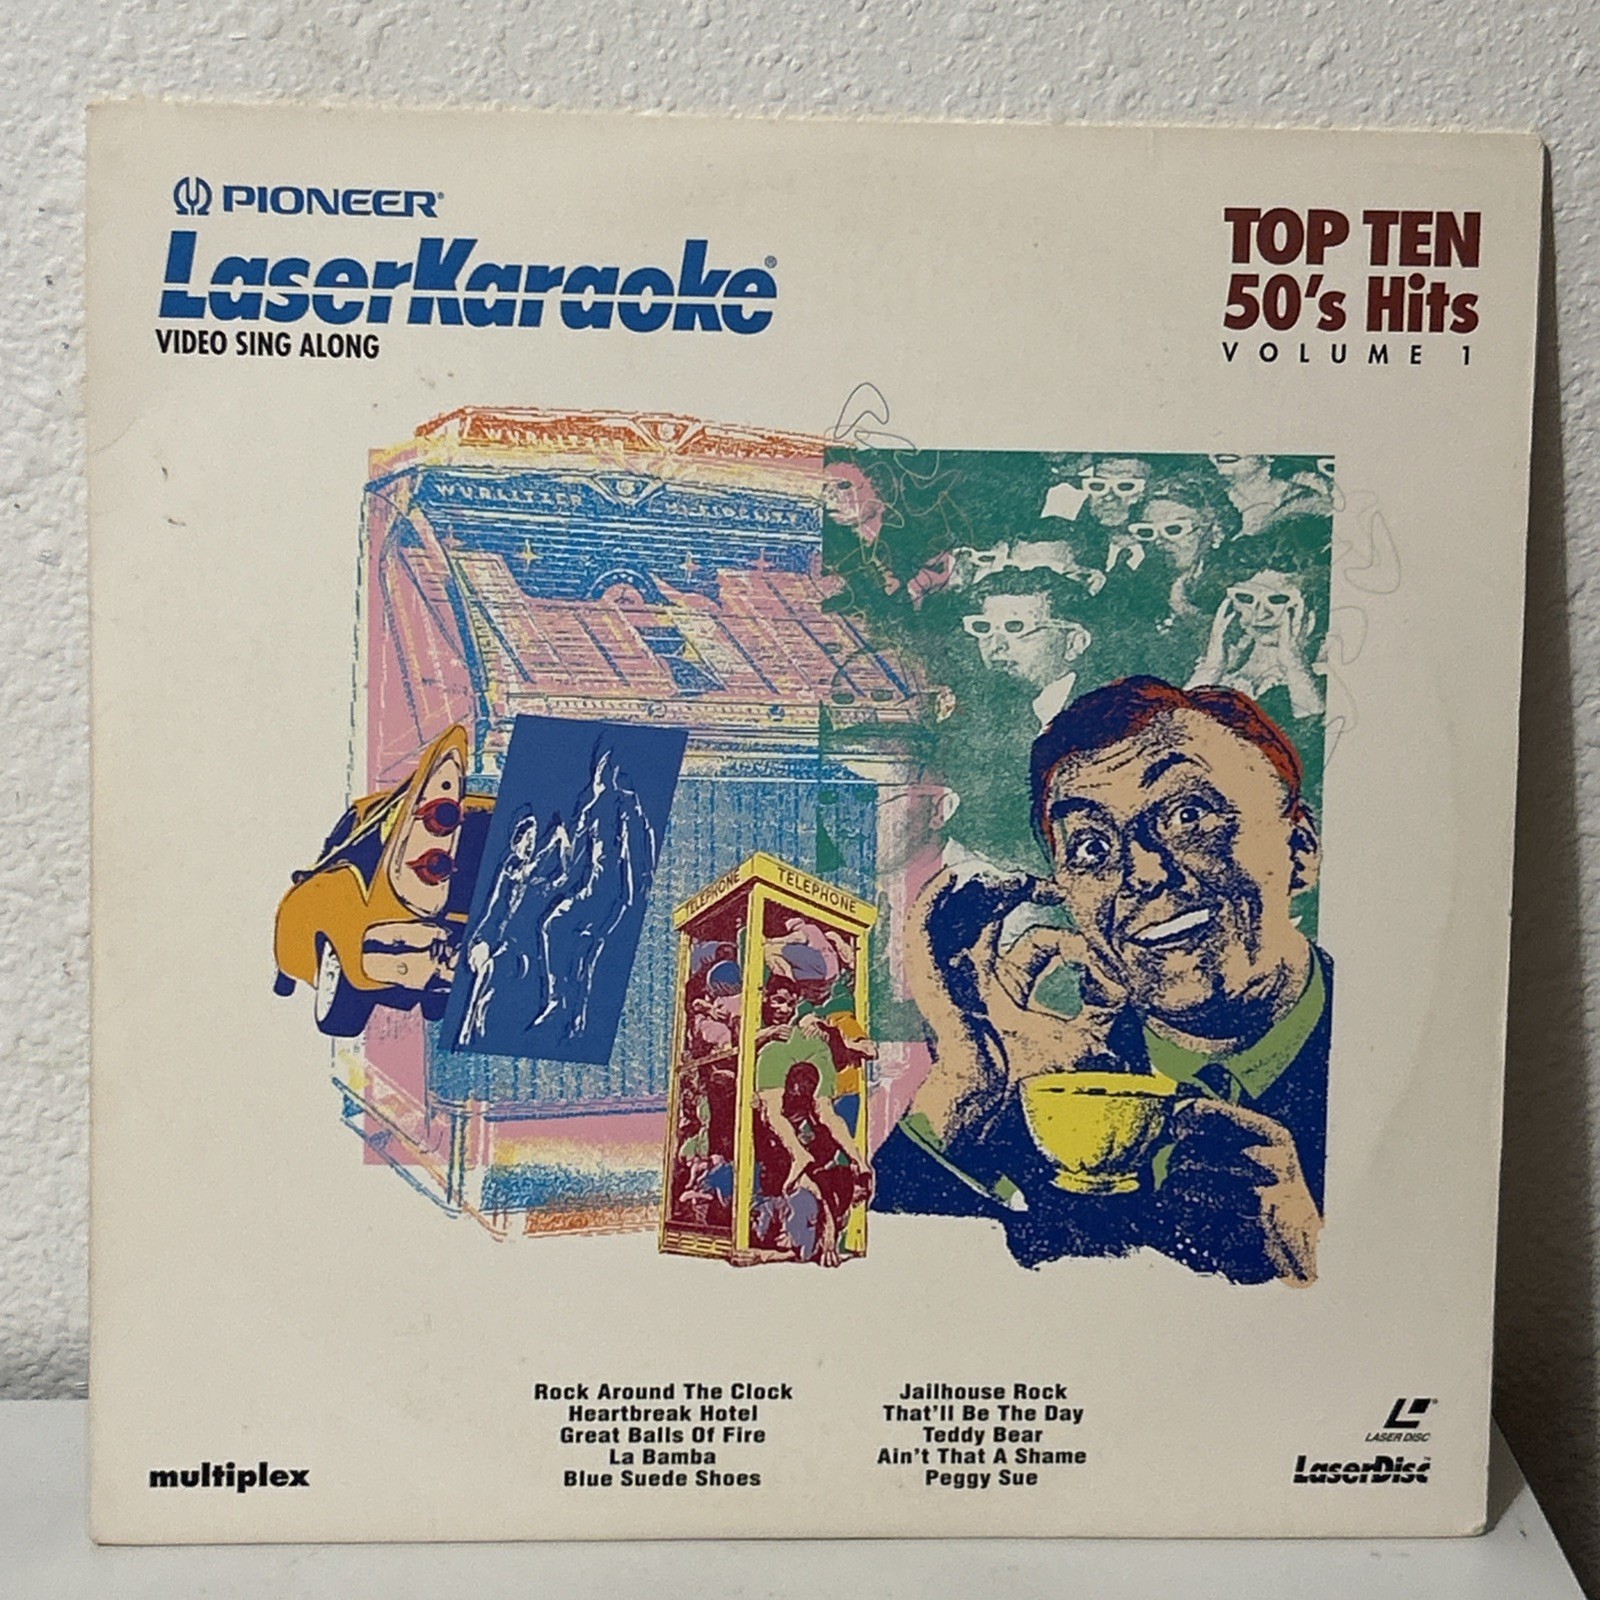 PIONEER®
LaserKaraoke®
VIDEO SING ALONG
TOP TEN
50's Hits
VOLUME 1
WURLITZER
WURLITZER
TELEPHONE
TELEPHONE
Rock Around The Clock
Heartbreak Hotel
Great Balls Of Fire
La Bamba
Blue Suede Shoes
Jailhouse Rock
That'll Be The Day
Teddy Bear
Ain't That A Shame
Peggy Sue
multiplex
LASER DISC
LaserDisc™